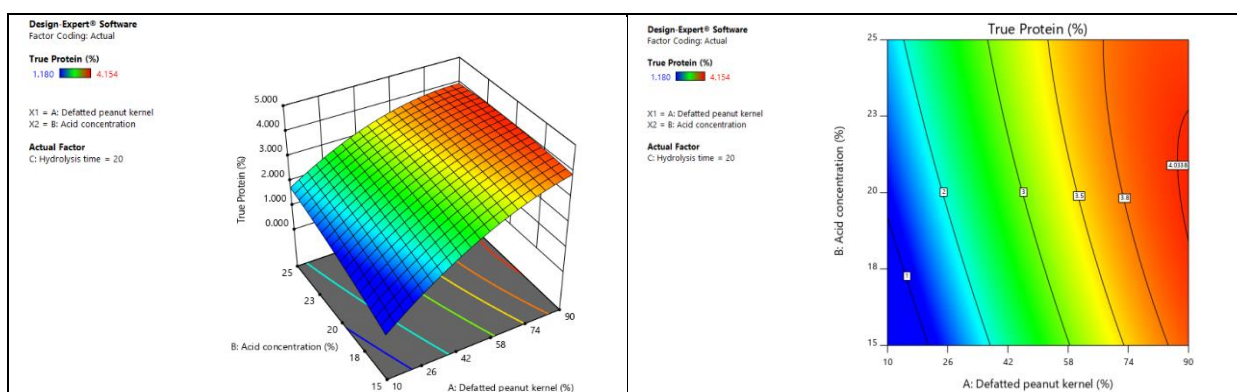 Design-Expert® Software
Factor Coding: Actual
True Protein (%)
1.180 4.154
X1 = A: Defatted peanut kernel
X2 = B: Acid concentration
Actual Factor
C: Hydrolysis time = 20
5.000
4.000
3.000
2.000
1.000
0.000
True Protein (%)
25
23
20
18
15
B: Acid concentration (%)
10
26
42
58
74
90
A: Defatted peanut kernel (%)
Design-Expert® Software
Factor Coding: Actual
True Protein (%)
1.180 4.154
X1 = A: Defatted peanut kernel
X2 = B: Acid concentration
Actual Factor
C: Hydrolysis time = 20
True Protein (%)
25
23
20
18
15
B: Acid concentration (%)
1
2
3
3.5
3.8
4.0338
10
26
42
58
74
90
A: Defatted peanut kernel (%)